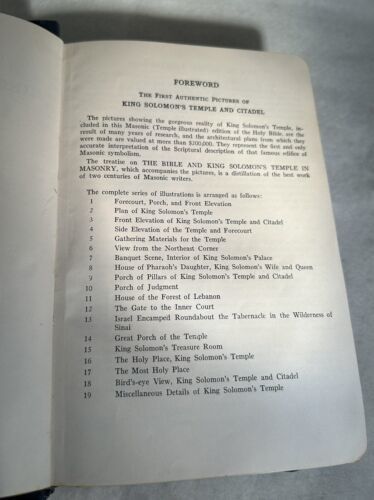 FOREWORD
THE FIRST AUTHENTIC PICTURES OF
KING SOLOMON'S TEMPLE AND CITADEL
The pictures showing the gorgeous reality of King Solomon's Temple, in-
cluded in this Masonic (Temple illustrated) edition of the Holy Bible, are the
result of many years of research, and the architectural plans from which they
were made are valued at more than $100,000. They represent the first and only
accurate interpretation of the Scriptural description of that famous edifice of
Masonic symbolism.
The treatise on THE BIBLE AND KING SOLOMON'S TEMPLE IN
MASONRY, which accompanies the pictures, is a distillation of the best work
of two centuries of Masonic writers.
The complete series of illustrations is arranged as follows:
1 Forecourt, Porch, and Front Elevation
2 Plan of King Solomon's Temple
3 Front Elevation of King Solomon's Temple and Citadel
4 Side Elevation of the Temple and Forecourt
5 Gathering Materials for the Temple
6 View from the Northeast Corner
7 Banquet Scene, Interior of King Solomon's Palace
8 House of Pharaoh's Daughter, King Solomon's Wife and Queen
9 Porch of Pillars of King Solomon's Temple and Citadel
10 Porch of Judgment
11 House of the Forest of Lebanon
12 The Gate to the Inner Court
13 Israel Encamped Roundabout the Tabernacle in the Wilderness of
Sinai
14 Great Porch of the Temple
15 King Solomon's Treasure Room
16 The Holy Place, King Solomon's Temple
17 The Most Holy Place
18 Bird's-eye View, King Solomon's Temple and Citadel
19 Miscellaneous Details of King Solomon's Temple